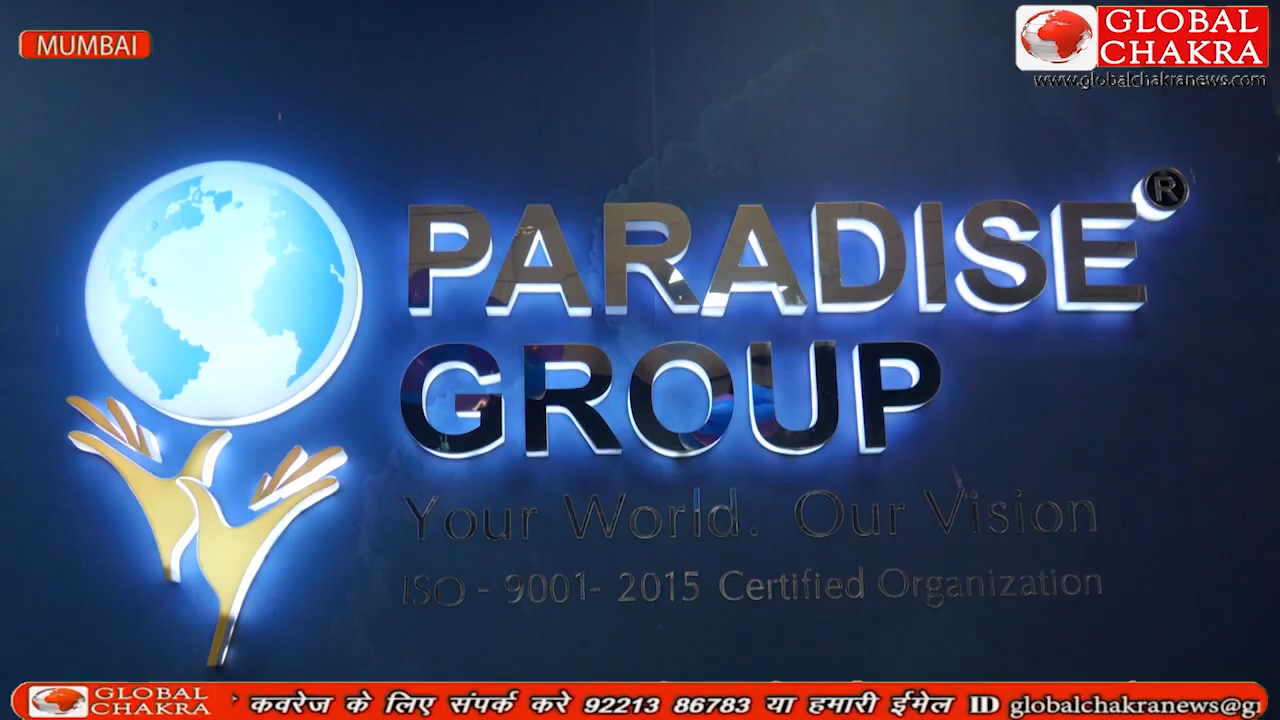 MUMBAI
GLOBAL
CHAKRA
www.globalchakranews.com
PARADISE®
GROUP
Your World. Our Vision
ISO - 9001- 2015 Certified Organization
GLOBAL
CHAKRA
कवरेज के लिए संपर्क करे 92213 86783 या हमारी ईमेल ID globalchakranews@g